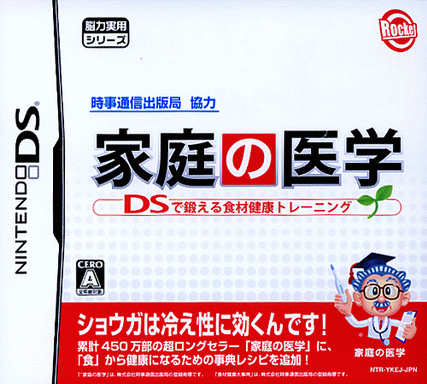 脳力実用
シリーズ
Rocket
時事通信出版局 協力
家庭の医学
DSで鍛える食材健康トレーニング
NINTENDO DS
CERO
A
全年齢対象
ショウガは冷え性に効くんです!
累計450万部の超ロングセラー「家庭の医学」に、
「食」から健康になるための事典レシピを追加!
家庭の医学
NTR-YKEJ-JPN